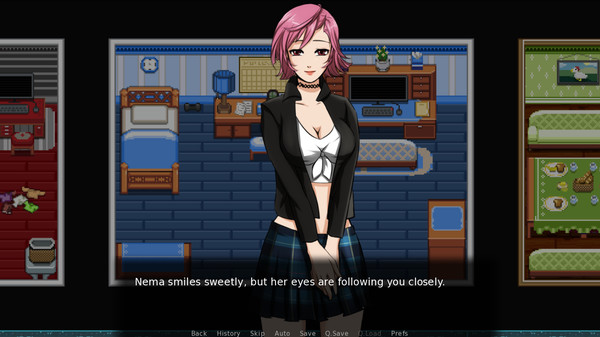 Nema smiles sweetly, but her eyes are following you closely.
Back History Skip Auto Save Q.Save Q.Load Prefs